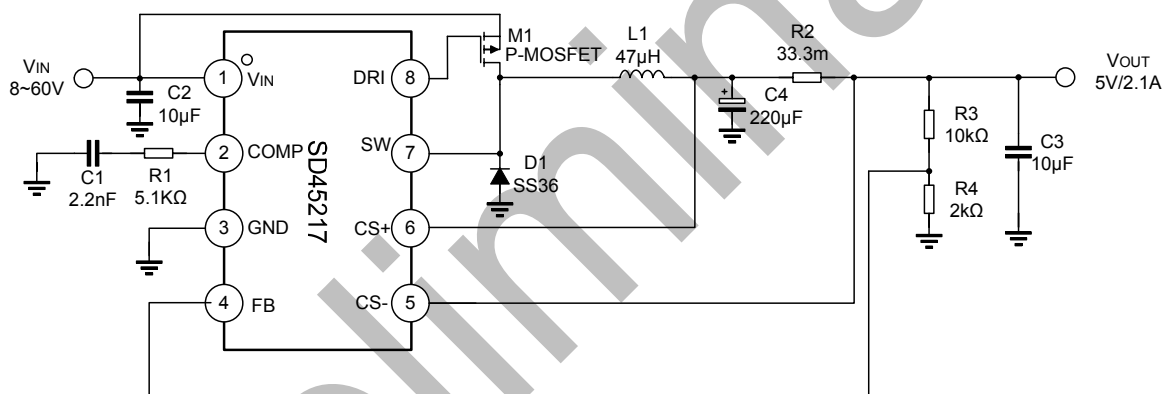 M1
P-MOSFET
L1
47µH
R2
33.3m
VIN
8~60V
VOUT
5V/2.1A
C2
10µF
1
VIN
DRI
8
C4
220µF
+
R3
10kΩ
C3
10µF
2
COMP
SW
7
C1
2.2nF
R1
5.1KΩ
SD45217
D1
SS36
R4
2kΩ
3
GND
CS+
6
4
FB
CS-
5